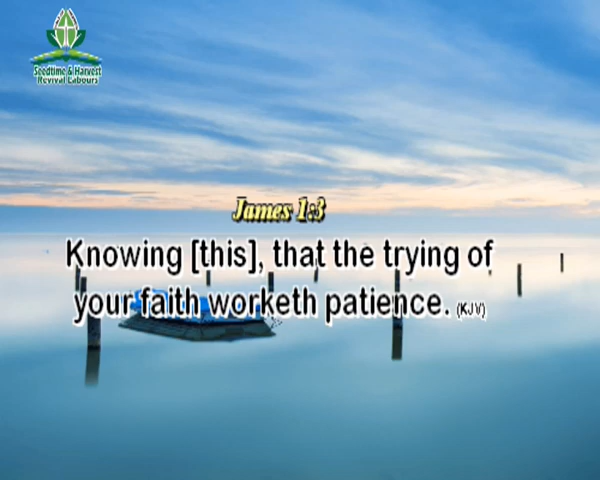 Seedtime & Harvest
Revival Labours
James 1:3
Knowing [this], that the trying of
your faith worketh patience. (KJV)